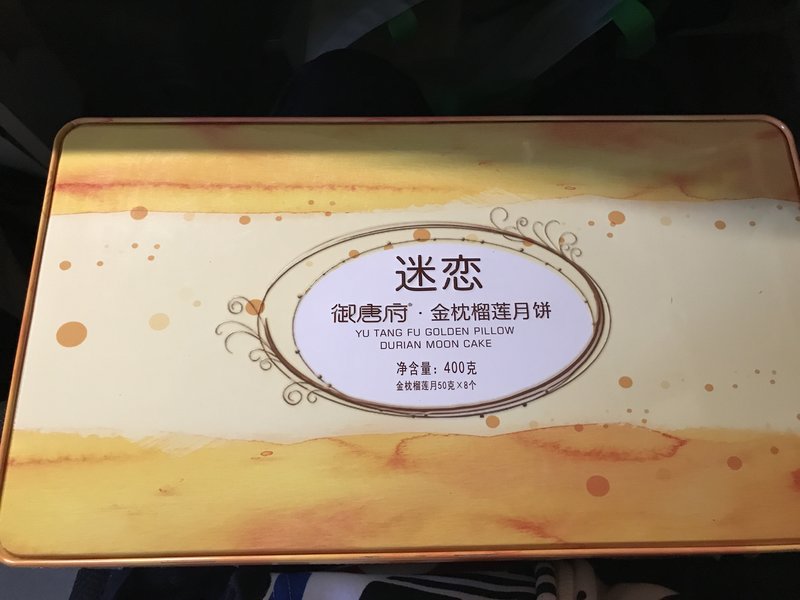 迷恋
御唐府®·金枕榴莲月饼
YU TANG FU GOLDEN PILLOW
DURIAN MOON CAKE
净含量：400克
金枕榴莲月50克×8个